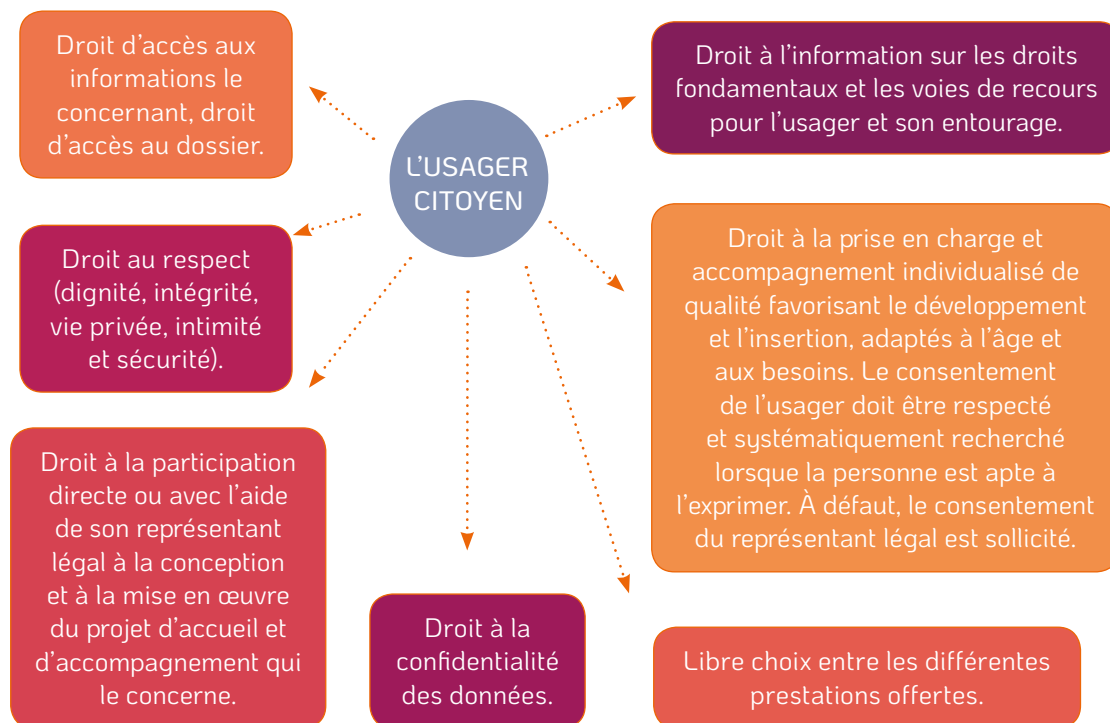 Droit d’accès aux
informations le
concernant, droit
d’accès au dossier.
Droit à l’information sur les droits
fondamentaux et les voies de recours
pour l’usager et son entourage.
L’USAGER
CITOYEN
Droit au respect
(dignité, intégrité,
vie privée, intimité
et sécurité).
Droit à la prise en charge et
accompagnement individualisé de
qualité favorisant le développement
et l’insertion, adaptés à l’âge et
aux besoins. Le consentement
de l’usager doit être respecté
et systématiquement recherché
lorsque la personne est apte à
l’exprimer. À défaut, le consentement
du représentant légal est sollicité.
Droit à la participation
directe ou avec l’aide
de son représentant
légal à la conception
et à la mise en œuvre
du projet d’accueil et
d’accompagnement qui
le concerne.
Droit à la
confidentialité
des données.
Libre choix entre les différentes
prestations offertes.